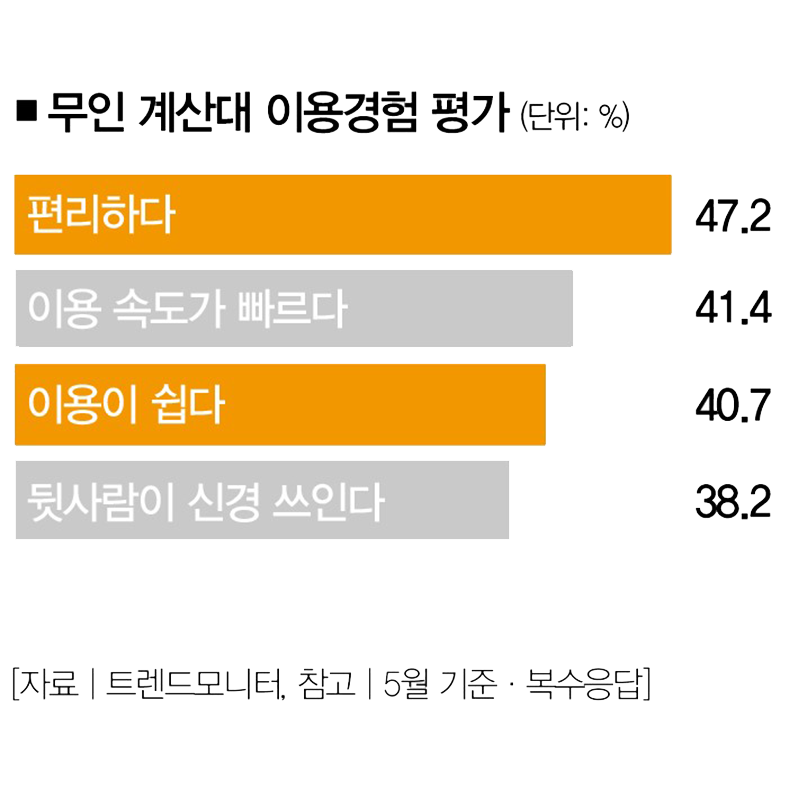 ■ 무인 계산대 이용경험 평가 (단위: %)
편리하다 47.2
이용 속도가 빠르다 41.4
이용이 쉽다 40.7
뒷사람이 신경 쓰인다 38.2
[자료 | 트렌드모니터, 참고 | 5월 기준 · 복수응답]